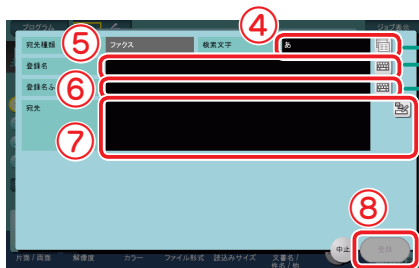 プログラム ジョブ表示
④
⑤ 宛先種類 ファクス 検索文字 あ
登録名
⑥ 登録名ふ
宛先
⑦
⑧
中止 登録
片面/両面 解像度 カラー ファイル形式 読込みサイズ 文書名/
件名/他